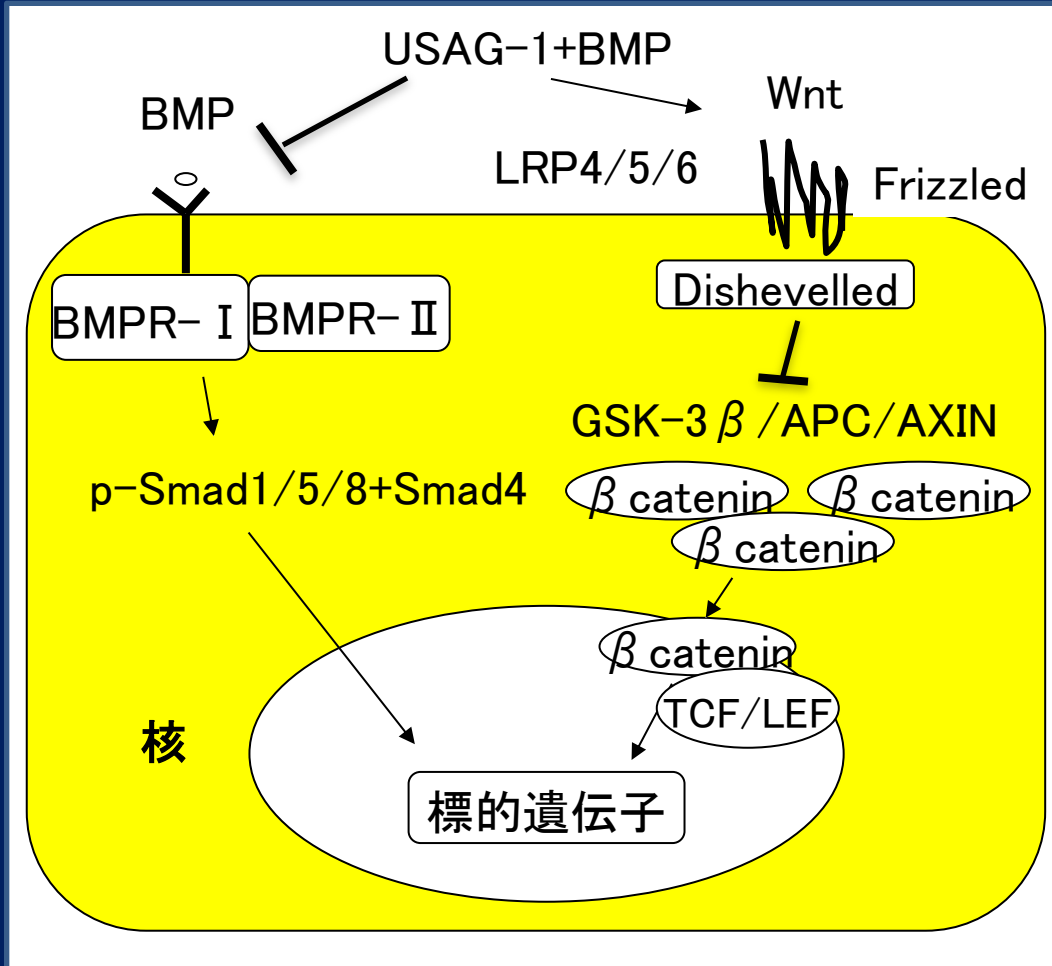 USAG-1+BMP
BMP
Wnt
LRP4/5/6
Frizzled
Dishevelled
BMPR-Ⅰ
BMPR-Ⅱ
GSK-3β/APC/AXIN
p-Smad1/5/8+Smad4
β catenin
β catenin
β catenin
β catenin
TCF/LEF
核
標的遺伝子